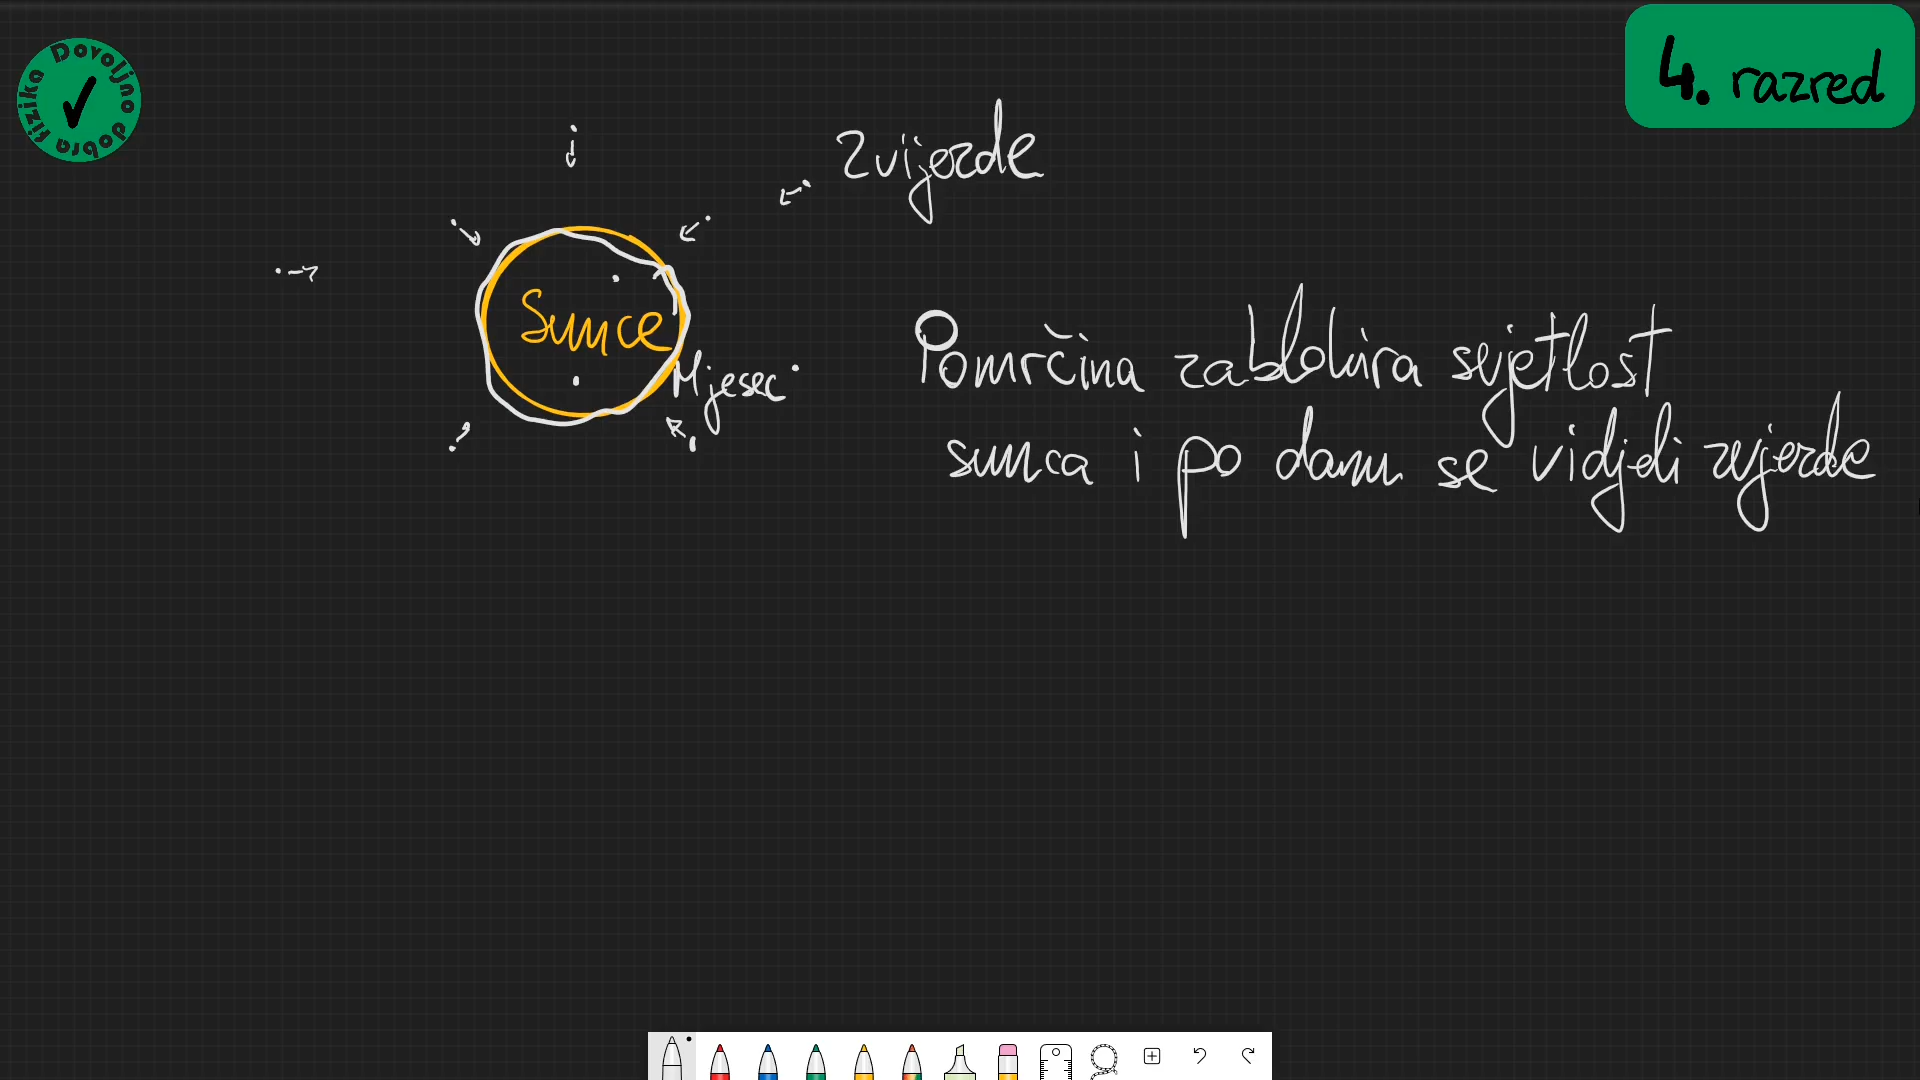 Dovoljno dobra fizika
4. razred
Zvijezde
Sunce
Mjesec
Pomrčina zablokira svjetlost
sunca i po danu se vidjeli zvjezde